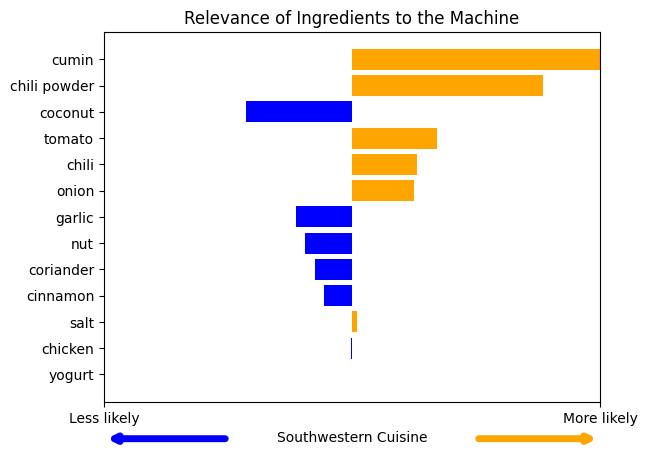 Relevance of Ingredients to the Machine
cumin
chili powder
coconut
tomato
chili
onion
garlic
nut
coriander
cinnamon
salt
chicken
yogurt
Less likely More likely
Southwestern Cuisine